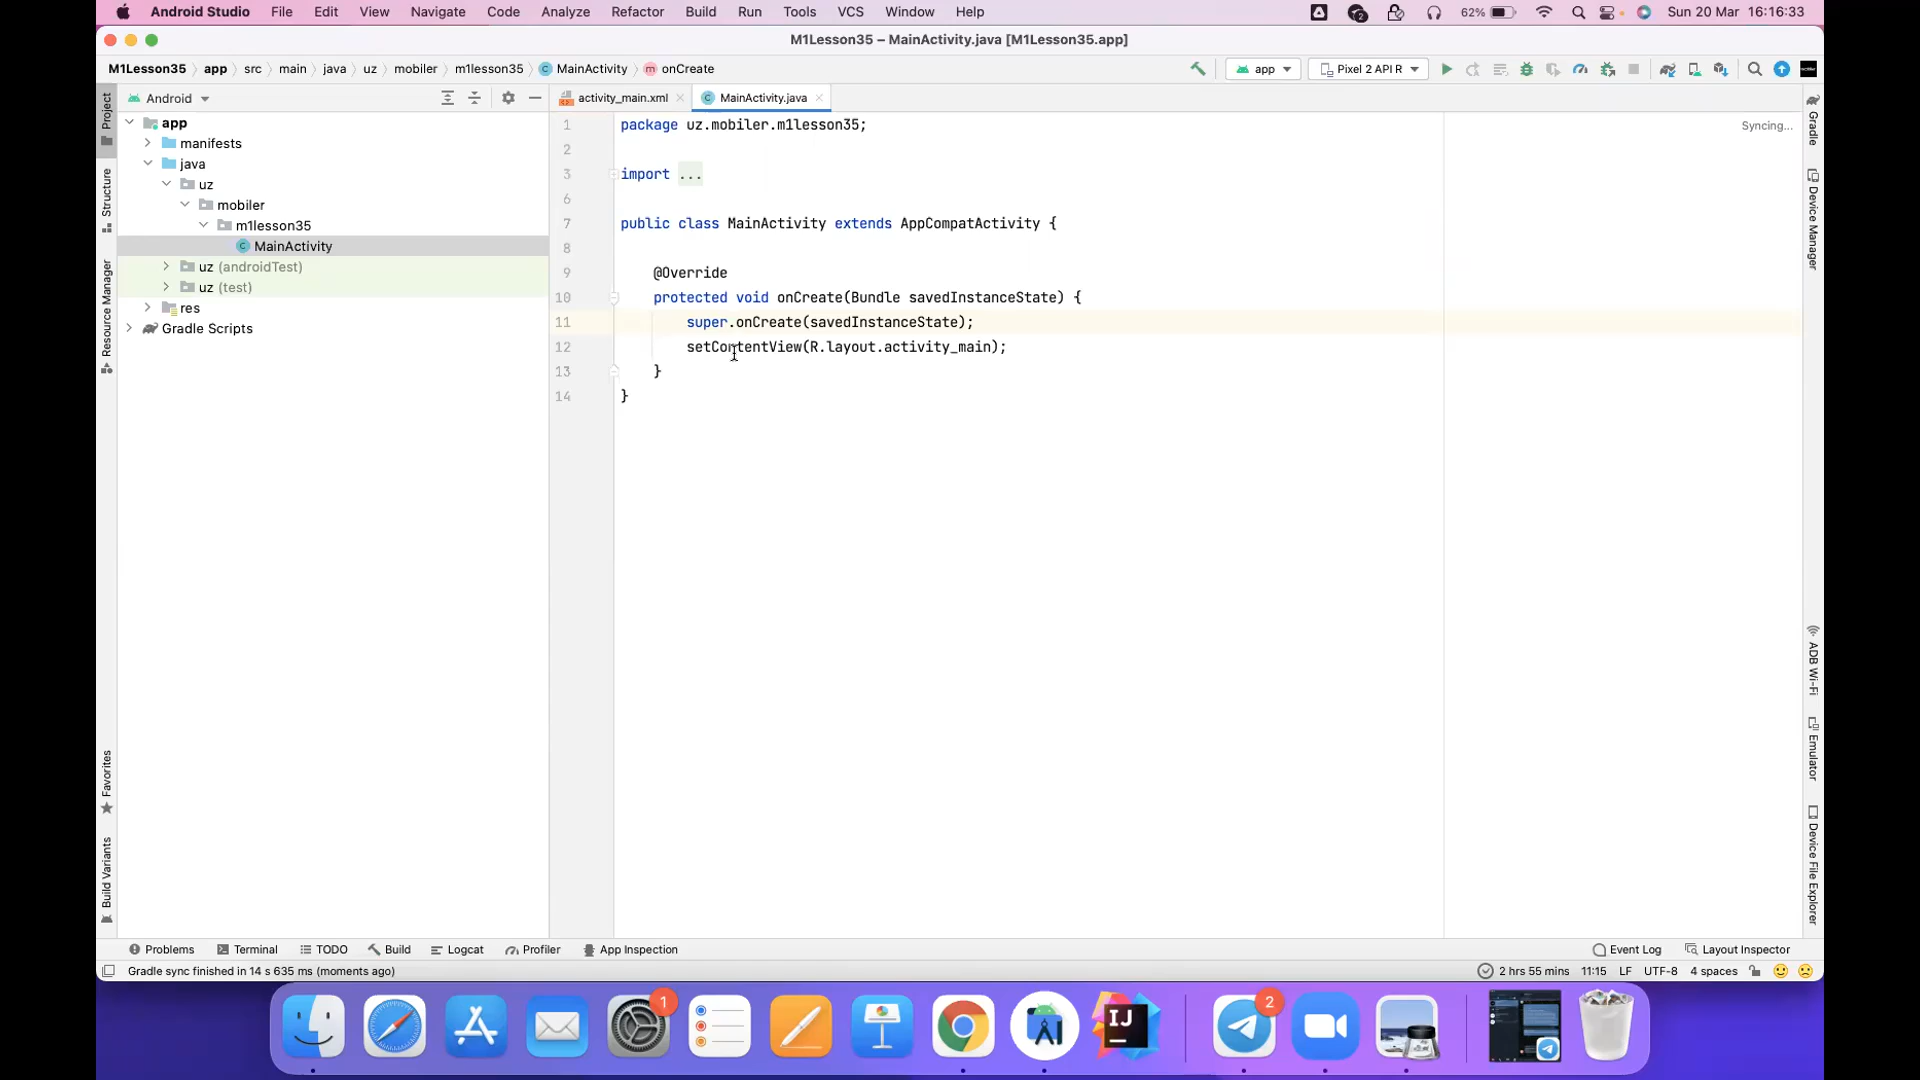 Android Studio File Edit View Navigate Code Analyze Refactor Build Run Tools VCS Window Help 2 62% Sun 20 Mar 16:16:33
M1Lesson35 – MainActivity.java [M1Lesson35.app]
M1Lesson35 app src main java uz mobiler m1lesson35 MainActivity onCreate app Pixel 2 API R
Android
activity_main.xml MainActivity.java
Project
Structure
Resource Manager
Favorites
Build Variants
app
manifests
java
uz
mobiler
m1lesson35
MainActivity
uz (androidTest)
uz (test)
res
Gradle Scripts
1 package uz.mobiler.m1lesson35;
2
3 import ...
6
7 public class MainActivity extends AppCompatActivity {
8
9 @Override
10 protected void onCreate(Bundle savedInstanceState) {
11 super.onCreate(savedInstanceState);
12 setContentView(R.layout.activity_main);
13 }
14 }
Syncing...
Gradle
Device Manager
ADB Wi-Fi
Emulator
Device File Explorer
Problems Terminal TODO Build Logcat Profiler App Inspection Event Log Layout Inspector
Gradle sync finished in 14 s 635 ms (moments ago) 2 hrs 55 mins 11:15 LF UTF-8 4 spaces
1 IJ 2